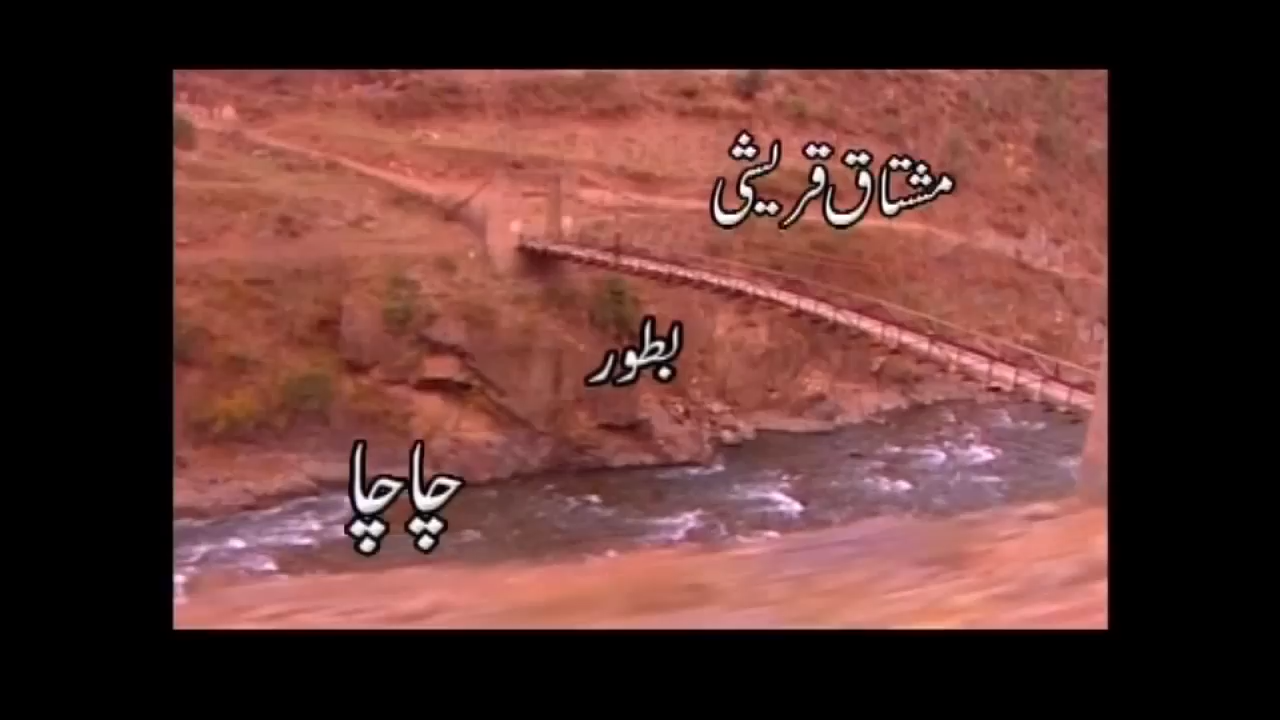 مشتاق قریشی
بطور
چاچا